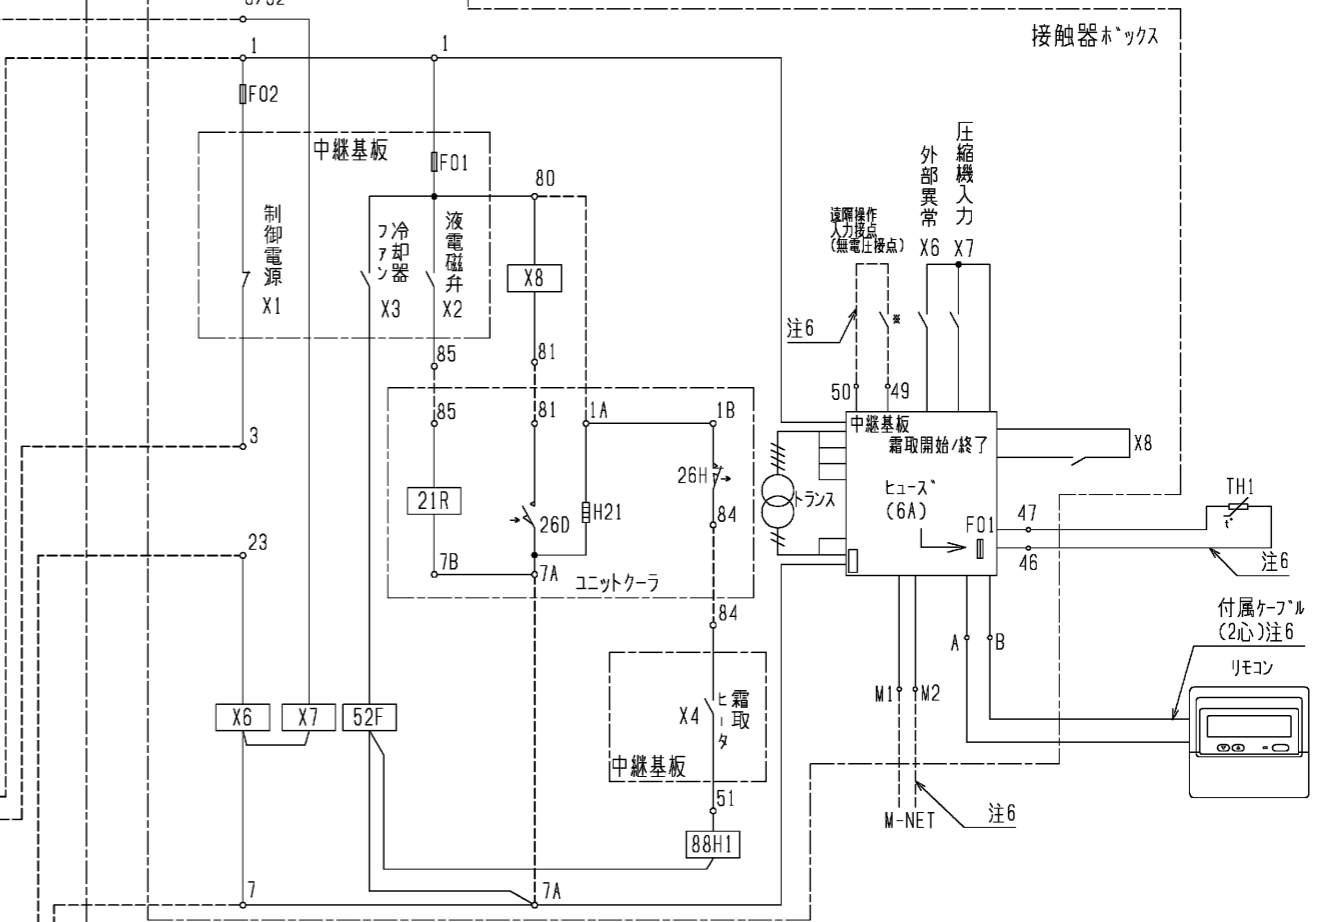 接触器ボックス
1
1
F02
中継基板
F01
80
制御電源
X1
冷却器
ファン
X3
液電磁弁
X2
X8
遠隔操作
入力接点
(無電圧接点)
外部異常
X6
圧縮機入力
X7
注6
※
85
81
50
49
85
81
1A
1B
中継基板
霜取開始/終了
X8
3
26H
トランス
ヒューズ
(6A)
F01
TH1
t°
21R
26D
H21
84
47
46
注6
23
7B
7A
ユニットクーラ
84
付属ケーブル
(2心)注6
A
B
リモコン
M1
M2
X6
X7
52F
X4
霜取
ヒータ
中継基板
51
M-NET
注6
88H1
7
7A